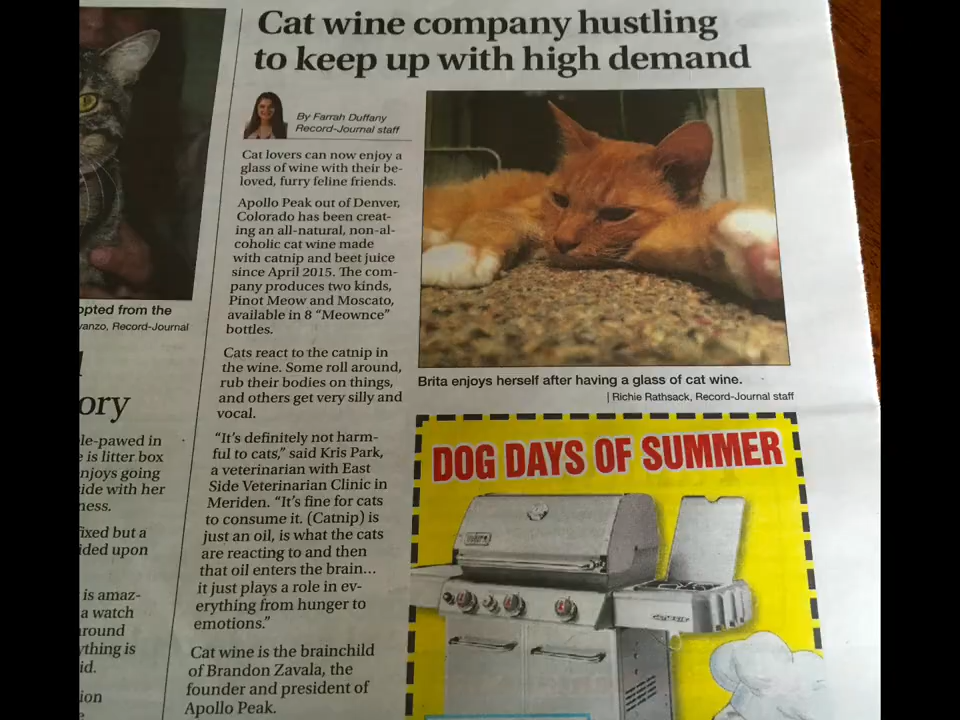 Cat wine company hustling
to keep up with high demand
By Farrah Duffany
Record-Journal staff
Cat lovers can now enjoy a
glass of wine with their be-
loved, furry feline friends.
Apollo Peak out of Denver,
Colorado has been creat-
ing an all-natural, non-al-
coholic cat wine made
with catnip and beet juice
since April 2015. The com-
pany produces two kinds,
Pinot Meow and Moscato,
available in 8 “Meownce”
bottles.
Cats react to the catnip in
the wine. Some roll around,
rub their bodies on things,
and others get very silly and
vocal.
“It’s definitely not harm-
ful to cats,” said Kris Park,
a veterinarian with East
Side Veterinarian Clinic in
Meriden. “It’s fine for cats
to consume it. (Catnip) is
just an oil, is what the cats
are reacting to and then
that oil enters the brain...
it just plays a role in ev-
erything from hunger to
emotions.”
Cat wine is the brainchild
of Brandon Zavala, the
founder and president of
Apollo Peak.
Brita enjoys herself after having a glass of cat wine.
| Richie Rathsack, Record-Journal staff
DOG DAYS OF SUMMER
weber
opted from the
vanzo, Record-Journal
ory
le-pawed in
e is litter box
njoys going
ide with her
ness.
fixed but a
ided upon
is amaz-
a watch
around
ything is
id.
ion